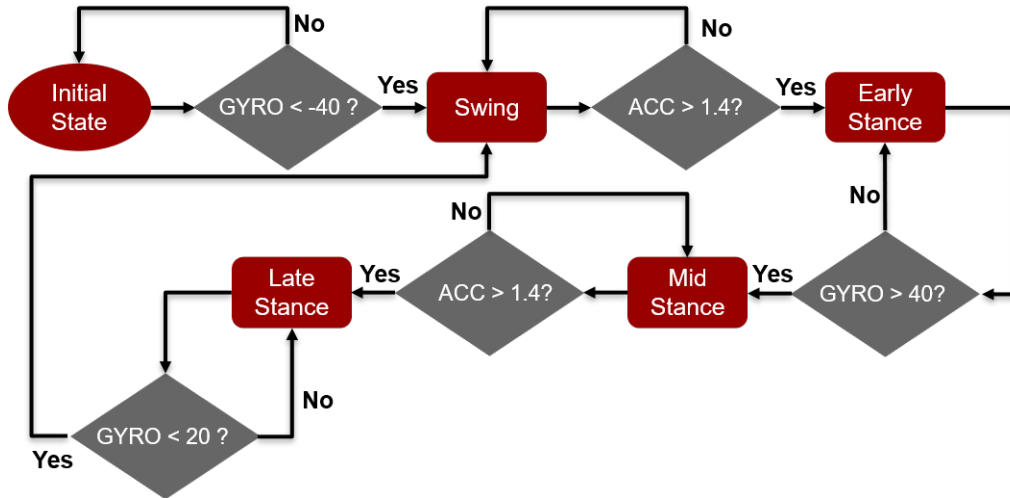 No
No
Initial
State
GYRO < -40 ?
Yes
Swing
ACC > 1.4?
Yes
Early
Stance
No
No
Late
Stance
Yes
ACC > 1.4?
Mid
Stance
Yes
GYRO > 40?
No
GYRO < 20 ?
Yes